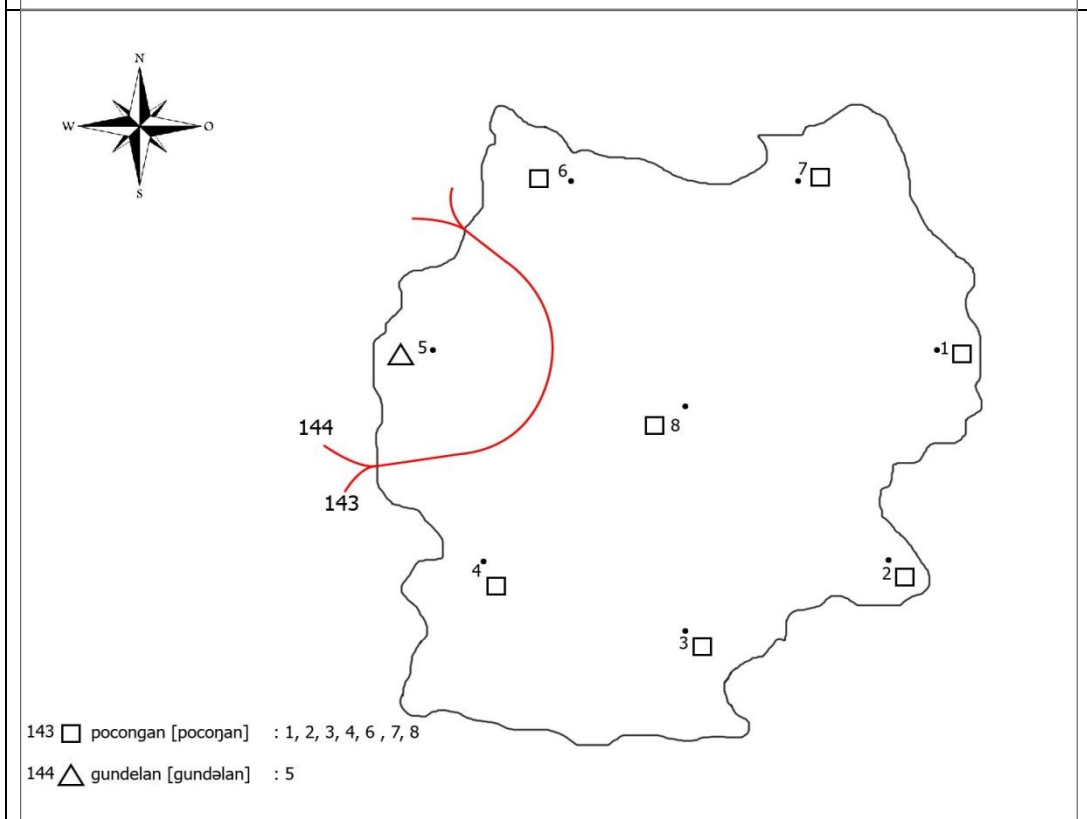 N
W O
S
6
7
5
1
8
144
143
4
2
3
143 pocongan [pocoŋan] : 1, 2, 3, 4, 6 , 7, 8
144 gundelan [gundəlan] : 5